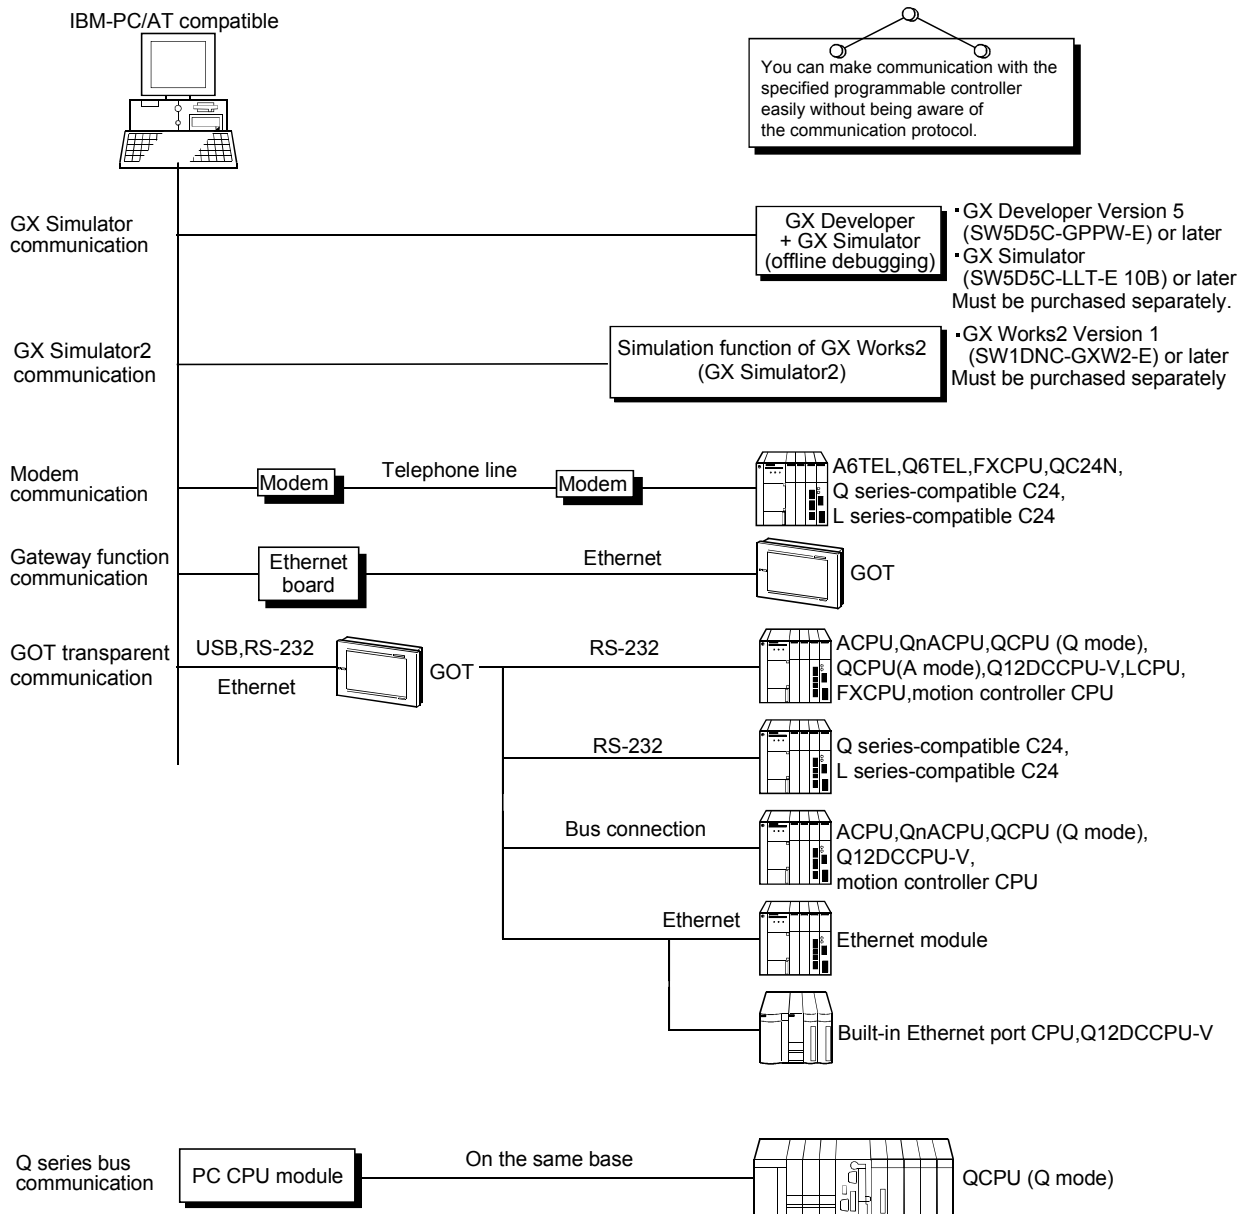 IBM-PC/AT compatible
You can make communication with the
specified programmable controller
easily without being aware of
the communication protocol.
GX Simulator
communication
GX Developer
+ GX Simulator
(offline debugging)
GX Developer Version 5
(SW5D5C-GPPW-E) or later
GX Simulator
(SW5D5C-LLT-E 10B) or later
Must be purchased separately.
GX Simulator2
communication
Simulation function of GX Works2
(GX Simulator2)
GX Works2 Version 1
(SW1DNC-GXW2-E) or later
Must be purchased separately
Modem
communication
Modem
Telephone line
Modem
A6TEL,Q6TEL,FXCPU,QC24N,
Q series-compatible C24,
L series-compatible C24
Gateway function
communication
Ethernet
board
Ethernet
GOT
GOT transparent
communication
USB,RS-232
Ethernet
GOT
RS-232
ACPU,QnACPU,QCPU (Q mode),
QCPU(A mode),Q12DCCPU-V,LCPU,
FXCPU,motion controller CPU
RS-232
Q series-compatible C24,
L series-compatible C24
Bus connection
ACPU,QnACPU,QCPU (Q mode),
Q12DCCPU-V,
motion controller CPU
Ethernet
Ethernet module
Built-in Ethernet port CPU,Q12DCCPU-V
Q series bus
communication
PC CPU module
On the same base
QCPU (Q mode)